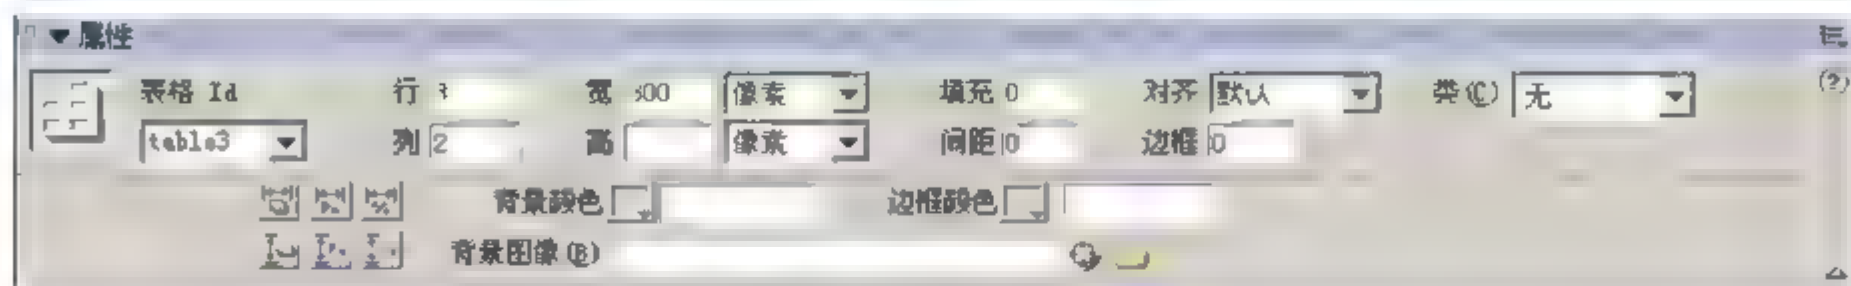 属性
表格 Id 行 宽 像素 填充 0 对齐 默认 类(C) 无
table3 列 2 高 像素 间距 0 边框 0
背景颜色 边框颜色
背景图像(B)